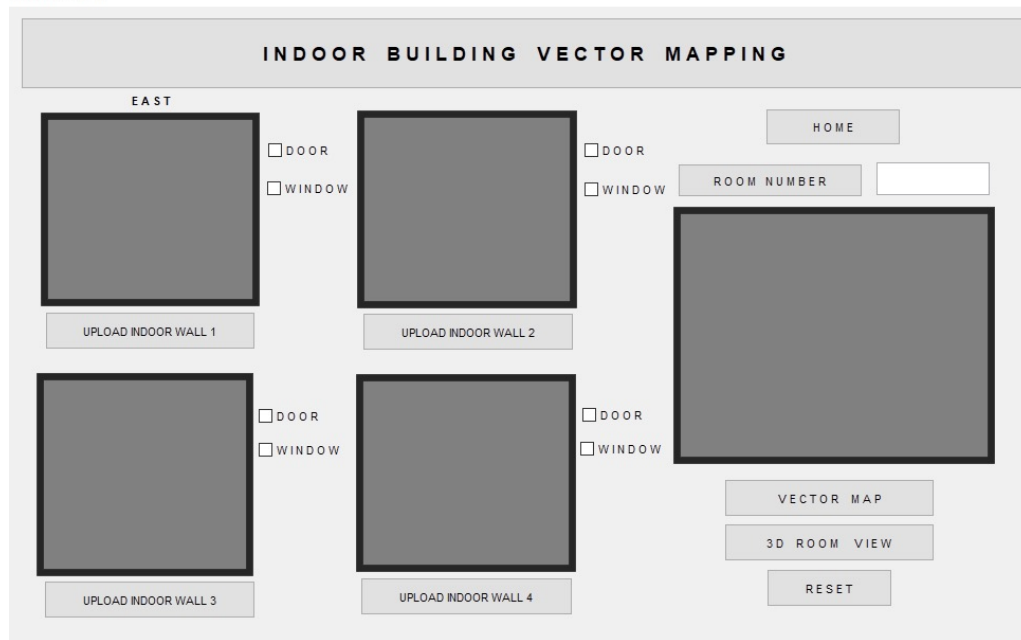 INDOOR BUILDING VECTOR MAPPING
EAST
DOOR
WINDOW
UPLOAD INDOOR WALL 1
DOOR
WINDOW
UPLOAD INDOOR WALL 2
HOME
ROOM NUMBER
DOOR
WINDOW
UPLOAD INDOOR WALL 3
DOOR
WINDOW
UPLOAD INDOOR WALL 4
VECTOR MAP
3D ROOM VIEW
RESET